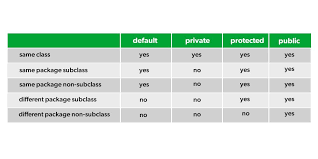 default private protected public
same class yes yes yes yes
same package subclass yes no yes yes
same package non-subclass yes no yes yes
different package subclass no no yes yes
different package non-subclass no no no yes